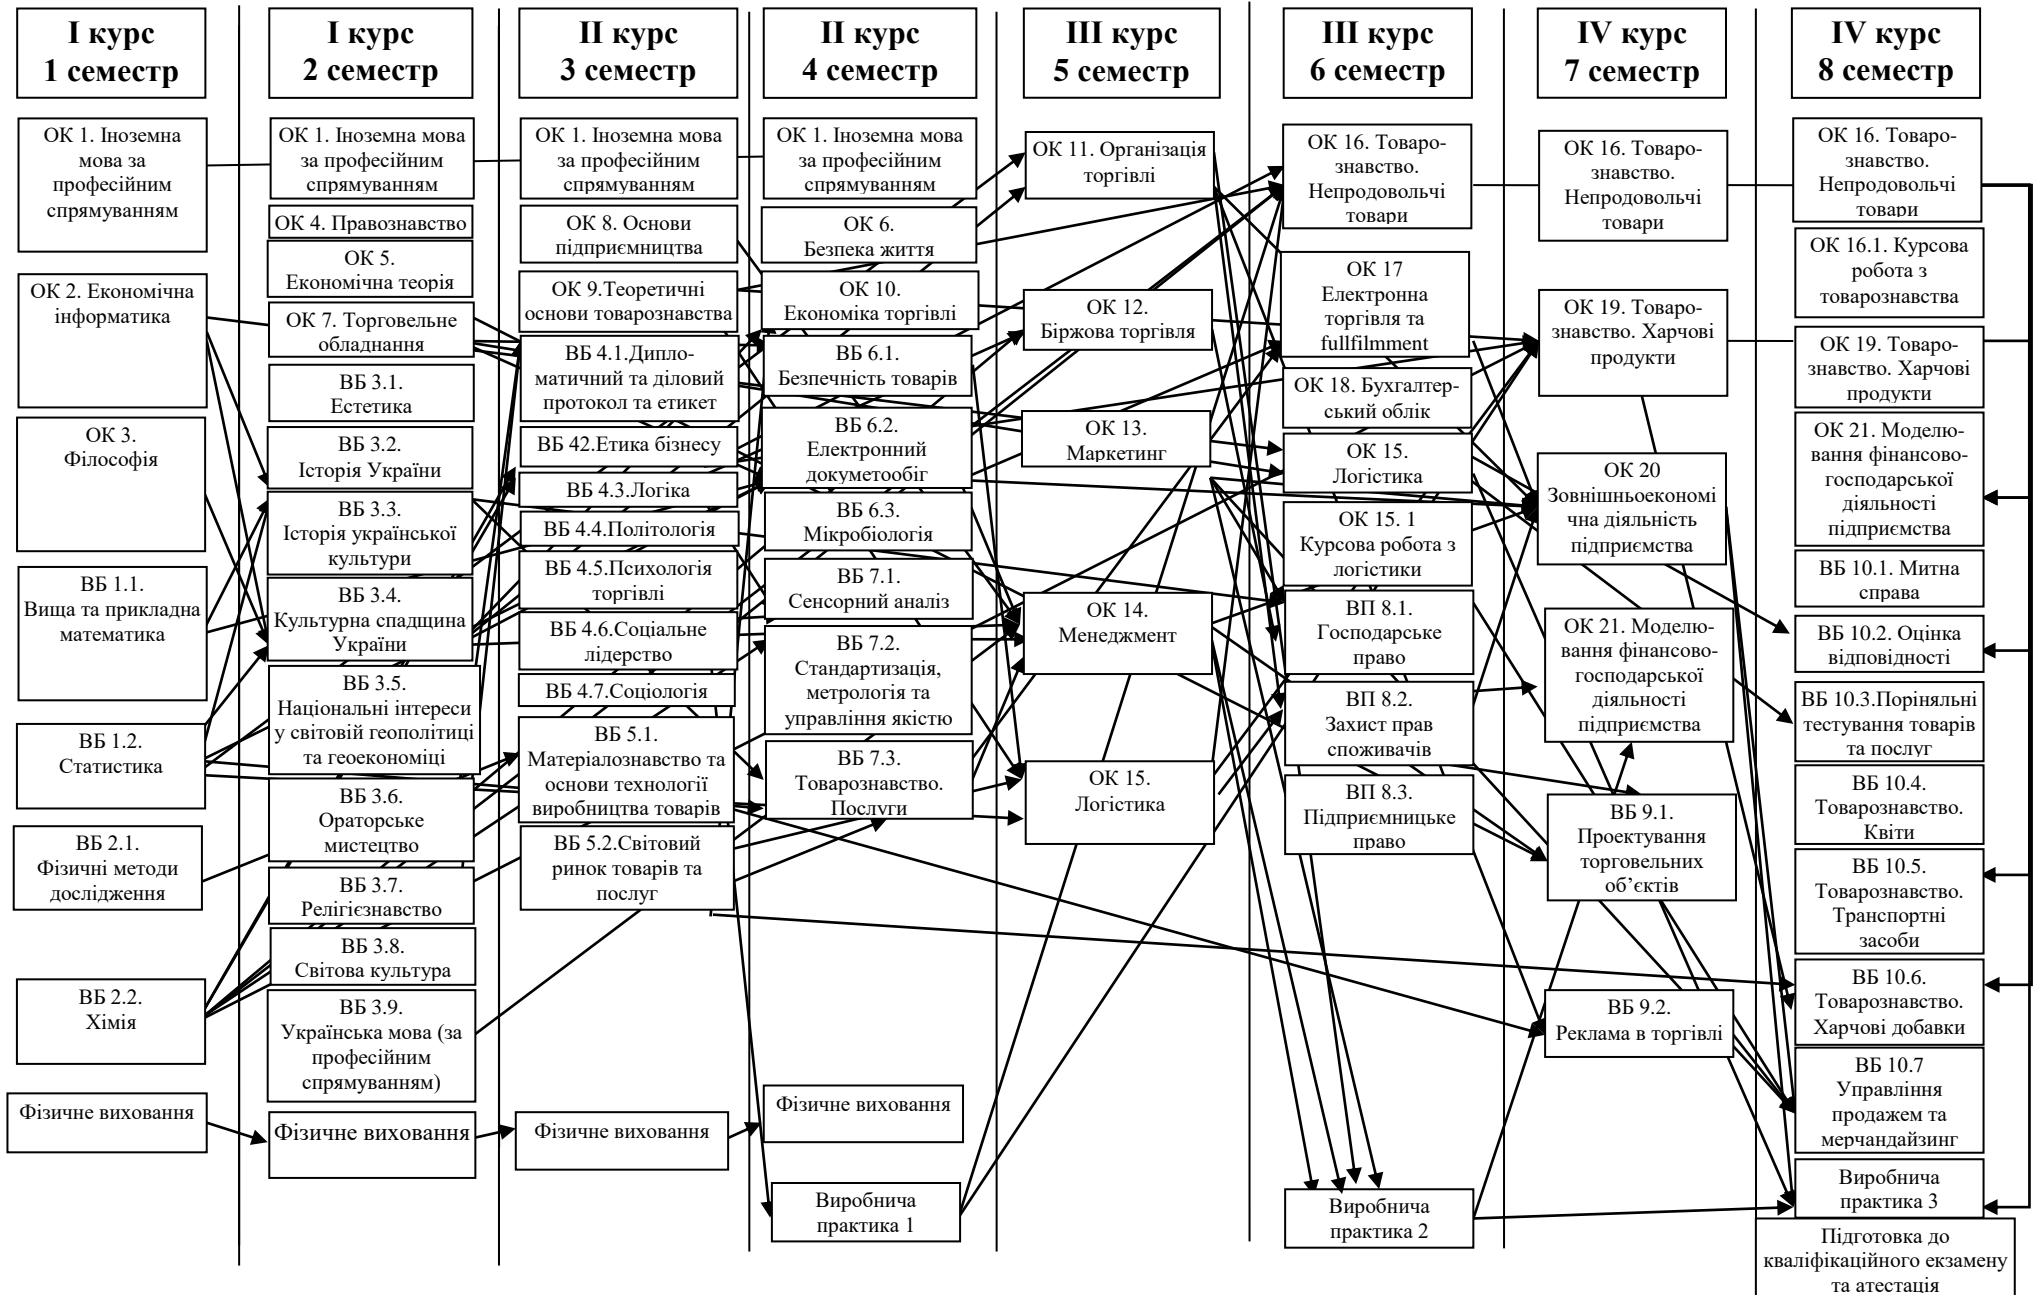 І курс
1 семестр
ОК 1. Іноземна
мова за
професійним
спрямуванням
ОК 2. Економічна
інформатика
ОК 3.
Філософія
ВБ 1.1.
Вища та прикладна
математика
ВБ 1.2.
Статистика
ВБ 2.1.
Фізичні методи
дослідження
ВБ 2.2.
Хімія
Фізичне виховання
І курс
2 семестр
ОК 1. Іноземна мова
за професійним
спрямуванням
ОК 4. Правознавство
ОК 5.
Економічна теорія
ОК 7. Торговельне
обладнання
ВБ 3.1.
Естетика
ВБ 3.2.
Історія України
ВБ 3.3.
Історія української
культури
ВБ 3.4.
Культурна спадщина
України
ВБ 3.5.
Національні інтереси
у світовій геополітиці
та геоекономіці
ВБ 3.6.
Ораторське
мистецтво
ВБ 3.7.
Релігієзнавство
ВБ 3.8.
Світова культура
ВБ 3.9.
Українська мова (за
професійним
спрямуванням)
Фізичне виховання
ІІ курс
3 семестр
ОК 1. Іноземна мова
за професійним
спрямуванням
ОК 8. Основи
підприємництва
ОК 9.Теоретичні
основи товарознавства
ВБ 4.1.Дипло-
матичний та діловий
протокол та етикет
ВБ 42.Етика бізнесу
ВБ 4.3.Логіка
ВБ 4.4.Політологія
ВБ 4.5.Психологія
торгівлі
ВБ 4.6.Соціальне
лідерство
ВБ 4.7.Соціологія
ВБ 5.1.
Матеріалознавство та
основи технології
виробництва товарів
ВБ 5.2.Світовий
ринок товарів та
послуг
Фізичне виховання
ІІ курс
4 семестр
ОК 1. Іноземна мова
за професійним
спрямуванням
ОК 6.
Безпека життя
ОК 10.
Економіка торгівлі
ВБ 6.1.
Безпечність товарів
ВБ 6.2.
Електронний
докуметообіг
ВБ 6.3.
Мікробіологія
ВБ 7.1.
Сенсорний аналіз
ВБ 7.2.
Стандартизація,
метрологія та
управління якістю
ВБ 7.3.
Товарознавство.
Послуги
Фізичне виховання
Виробнича
практика 1
ІІІ курс
5 семестр
ОК 11. Організація
торгівлі
ОК 12.
Біржова торгівля
ОК 13.
Маркетинг
ОК 14.
Менеджмент
ОК 15.
Логістика
ІІІ курс
6 семестр
ОК 16. Товаро-
знавство.
Непродовольчі
товари
ОК 17
Електронна
торгівля та
fullfilmment
ОК 18. Бухгалтер-
ський облік
ОК 15.
Логістика
ОК 15. 1
Курсова робота з
логістики
ВП 8.1.
Господарське
право
ВП 8.2.
Захист прав
споживачів
ВП 8.3.
Підприємницьке
право
Виробнича
практика 2
ІV курс
7 семестр
ОК 16. Товаро-
знавство.
Непродовольчі
товари
ОК 19. Товаро-
знавство. Харчові
продукти
ОК 20
Зовнішньоекономі
чна діяльність
підприємства
ОК 21. Моделю-
вання фінансово-
господарської
діяльності
підприємства
ВБ 9.1.
Проектування
торговельних
об’єктів
ВБ 9.2.
Реклама в торгівлі
ІV курс
8 семестр
ОК 16. Товаро-
знавство.
Непродовольчі
товари
ОК 16.1. Курсова
робота з
товарознавства
ОК 19. Товаро-
знавство. Харчові
продукти
ОК 21. Моделю-
вання фінансово-
господарської
діяльності
підприємства
ВБ 10.1. Митна
справа
ВБ 10.2. Оцінка
відповідності
ВБ 10.3.Поріняльні
тестування товарів
та послуг
ВБ 10.4.
Товарознавство.
Квіти
ВБ 10.5.
Товарознавство.
Транспортні
засоби
ВБ 10.6.
Товарознавство.
Харчові добавки
ВБ 10.7
Управління
продажем та
мерчандайзинг
Виробнича
практика 3
Підготовка до
кваліфікаційного екзамену
та атестація